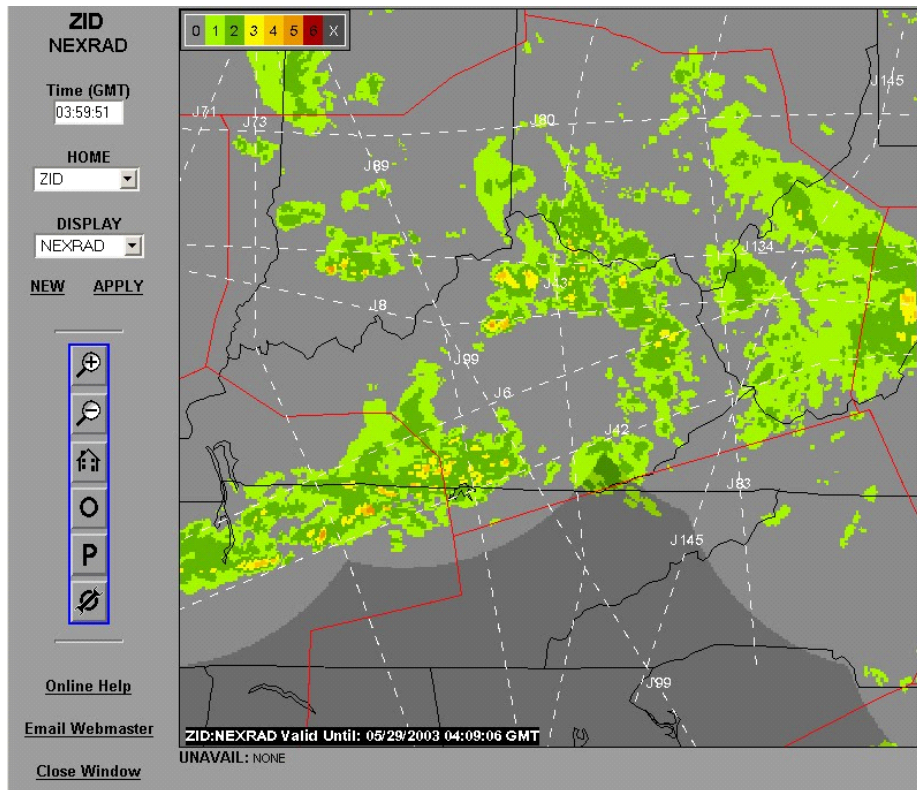 ZID
NEXRAD
Time (GMT)
03:59:51
HOME
ZID
DISPLAY
NEXRAD
NEW APPLY
O
P
Online Help
Email Webmaster
Close Window
0 1 2 3 4 5 6 X
J145
J71
J73
J80
J89
J134
J43
J8
J99
J6
J42
J83
J145
J99
ZID:NEXRAD Valid Until: 05/29/2003 04:09:06 GMT
UNAVAIL: NONE